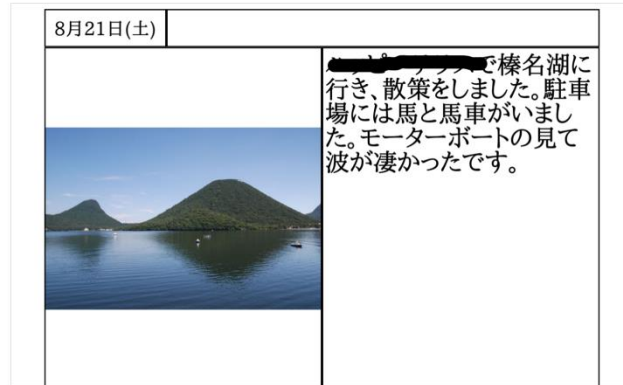 8月21日(土)
で榛名湖に
行き、散策をしました。駐車
場には馬と馬車がいまし
た。モーターボートの見て
波が凄かったです。